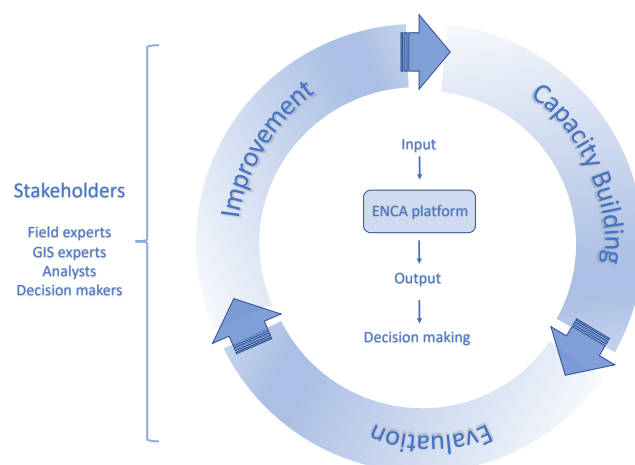 Improvement
Capacity Building
Evaluation
Stakeholders
Field experts
GIS experts
Analysts
Decision makers
Input
ENCA platform
Output
Decision making